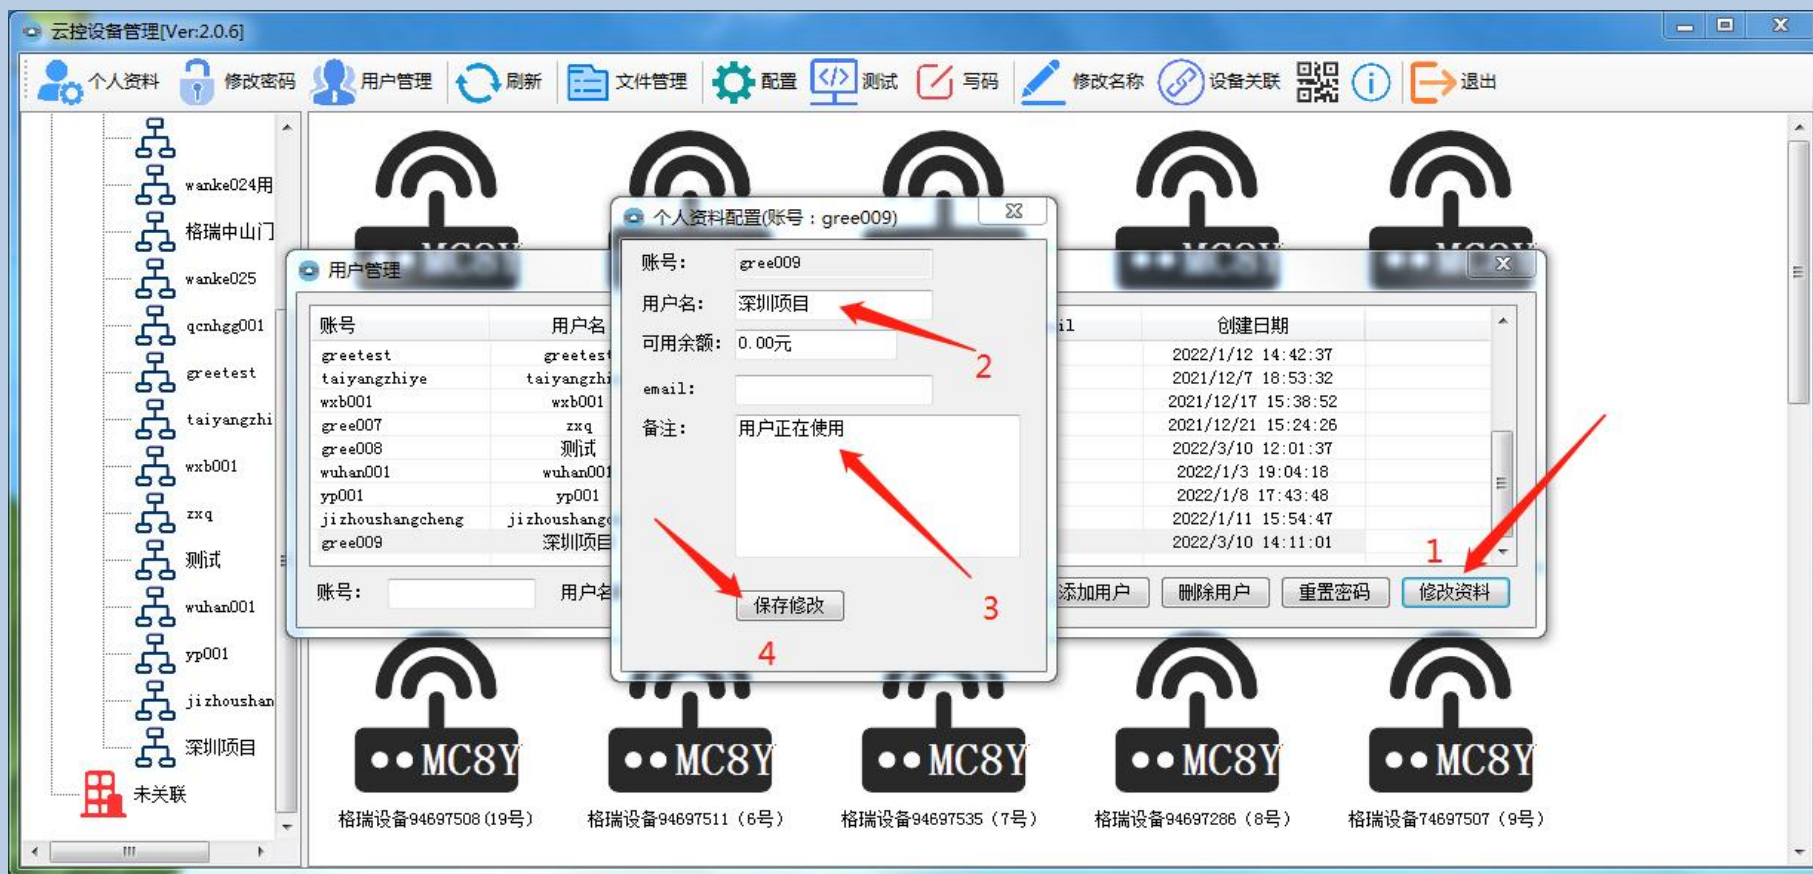 云控设备管理[Ver:2.0.6]
个人资料 修改密码 用户管理 刷新 文件管理 配置 测试 写码 修改名称 设备关联 退出
wanke024用
格瑞中山门
wanke025
qcnhgg001
greetest
taiyangzhi
wxb001
zxq
测试
wuhan001
yp001
jizhoushan
深圳项目
未关联
用户管理
账号 用户名 il 创建日期
greetest greetest 2022/1/12 14:42:37
taiyangzhiye taiyangzhi 2021/12/7 18:53:32
wxb001 wxb001 2021/12/17 15:38:52
gree007 zxq 2021/12/21 15:24:26
gree008 测试 2022/3/10 12:01:37
wuhan001 wuhan001 2022/1/3 19:04:18
yp001 yp001 2022/1/8 17:43:48
jizhoushangcheng jizhoushangc 2022/1/11 15:54:47
gree009 深圳项目 2022/3/10 14:11:01
账号: 用户名 添加用户 删除用户 重置密码 修改资料
1
个人资料配置(账号：gree009)
账号: gree009
用户名: 深圳项目
可用余额: 0.00元
2
email:
备注: 用户正在使用
3
保存修改
4
MC8Y MC8Y MC8Y MC8Y MC8Y
格瑞设备94697508(19号) 格瑞设备94697511（6号） 格瑞设备94697535（7号） 格瑞设备94697286（8号） 格瑞设备74697507（9号）